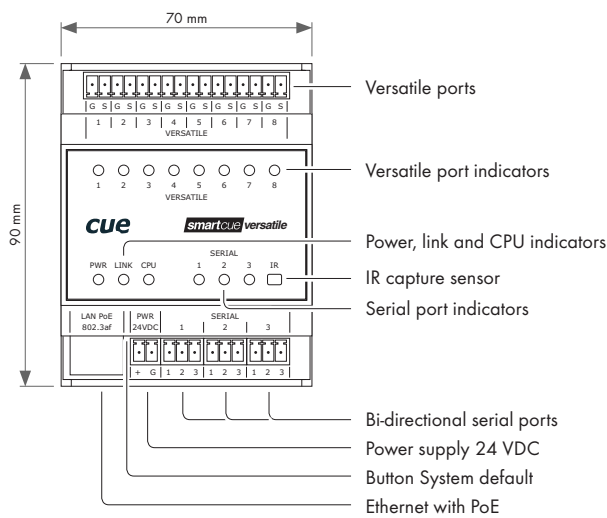 70 mm
90 mm
G S G S G S G S G S G S G S G S
1 2 3 4 5 6 7 8
VERSATILE
Versatile ports
1 2 3 4 5 6 7 8
VERSATILE
Versatile port indicators
cue
smartcue versatile
Power, link and CPU indicators
SERIAL
PWR LINK CPU 1 2 3 IR
IR capture sensor
Serial port indicators
LAN PoE
802.3af
PWR
24VDC
SERIAL
1 2 3
+ G 1 2 3 1 2 3 1 2 3
Bi-directional serial ports
Power supply 24 VDC
Button System default
Ethernet with PoE